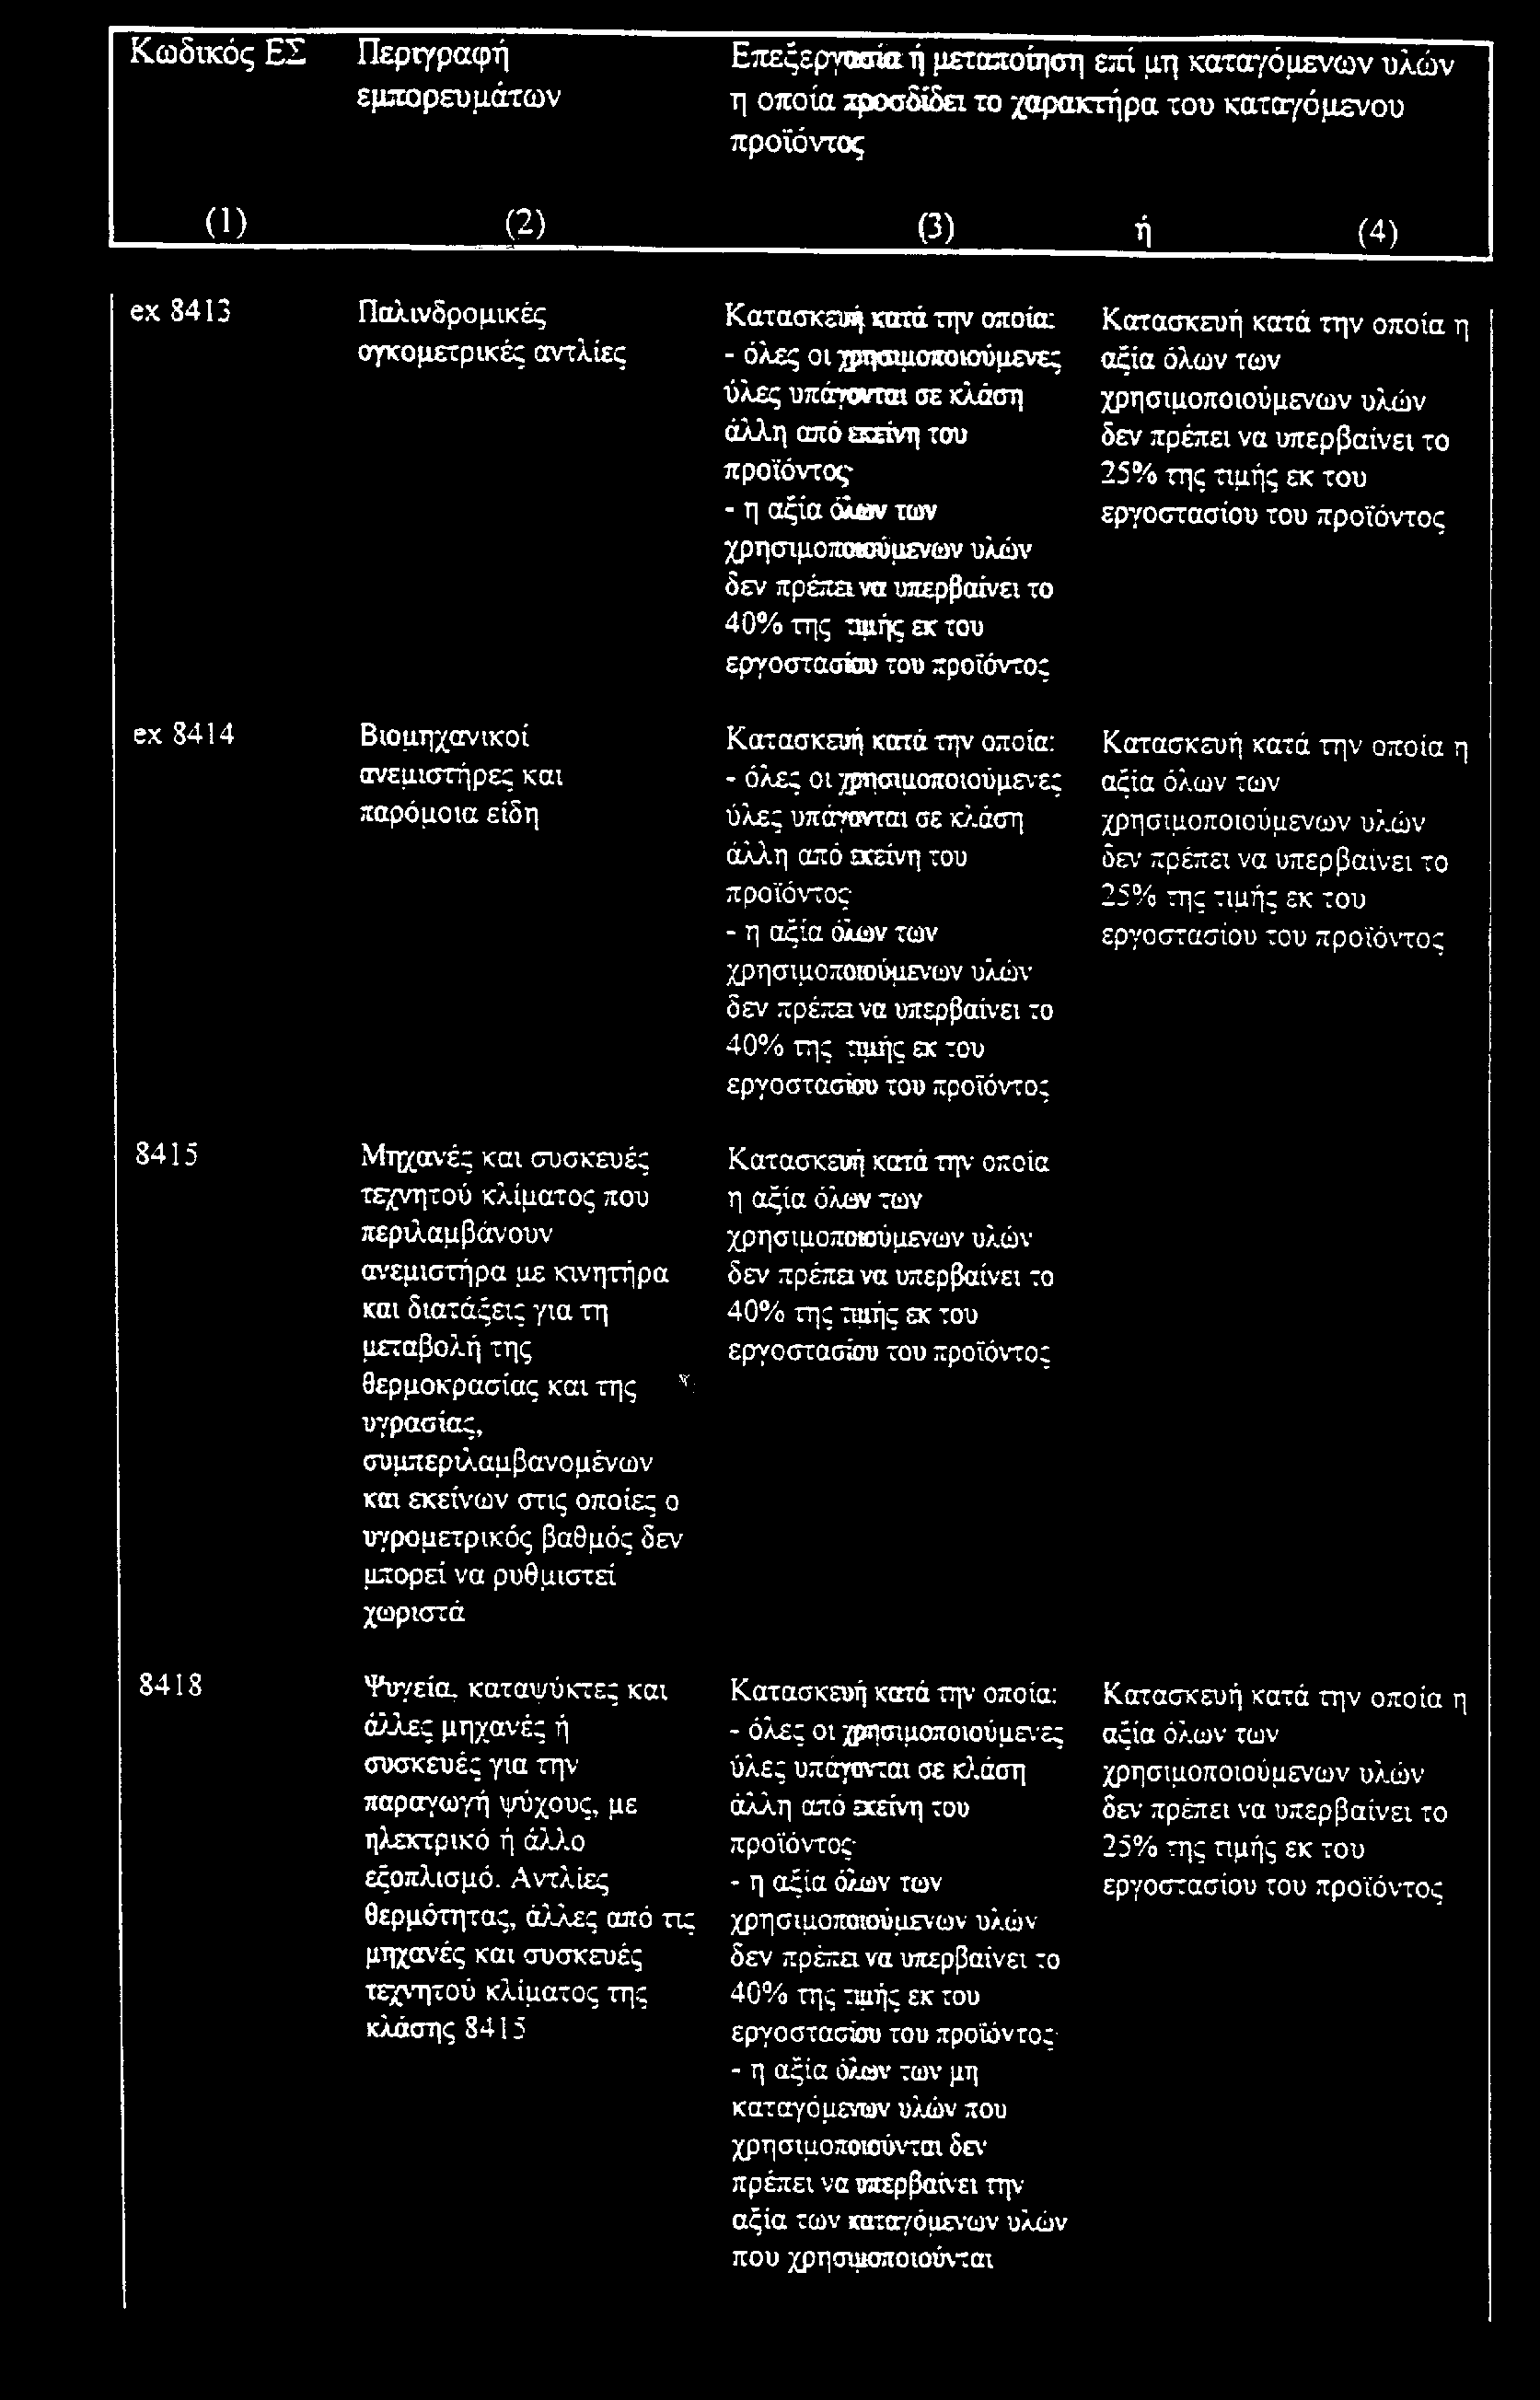 Κωδικός ΕΣ
Περιγραφή
εμπορευμάτων
Επεξεργασία ή μεταποίηση επί μη καταγόμενων υλών
η οποία προσδίδει το χαρακτήρα του καταγόμενου
προϊόντος
(1)
(2)
(3)
ή
(4)
ex 8413
Παλινδρομικές
ογκομετρικές αντλίες
Κατασκευή κατά την οποία:
- όλες οι χρησιμοποιούμενες
ύλες υπάγονται σε κλάση
άλλη από εκείνη του
προϊόντος·
- η αξία όλων των
χρησιμοποιούμενων υλών
δεν πρέπει να υπερβαίνει το
40% της τιμής εκ του
εργοστασίου του προϊόντος
Κατασκευή κατά την οποία η
αξία όλων των
χρησιμοποιούμενων υλών
δεν πρέπει να υπερβαίνει το
25% της τιμής εκ του
εργοστασίου του προϊόντος
ex 8414
Βιομηχανικοί
ανεμιστήρες και
παρόμοια είδη
Κατασκευή κατά την οποία:
- όλες οι χρησιμοποιούμενες
ύλες υπάγονται σε κλάση
άλλη από εκείνη του
προϊόντος·
- η αξία όλων των
χρησιμοποιούμενων υλών
δεν πρέπει να υπερβαίνει το
40% της τιμής εκ του
εργοστασίου του προϊόντος
Κατασκευή κατά την οποία η
αξία όλων των
χρησιμοποιούμενων υλών
δεν πρέπει να υπερβαίνει το
25% της τιμής εκ του
εργοστασίου του προϊόντος
8415
Μηχανές και συσκευές
τεχνητού κλίματος που
περιλαμβάνουν
ανεμιστήρα με κινητήρα
και διατάξεις για τη
μεταβολή της
θερμοκρασίας και της
υγρασίας,
συμπεριλαμβανομένων
και εκείνων στις οποίες ο
υγρομετρικός βαθμός δεν
μπορεί να ρυθμιστεί
χωριστά
Κατασκευή κατά την οποία
η αξία όλων των
χρησιμοποιούμενων υλών
δεν πρέπει να υπερβαίνει το
40% της τιμής εκ του
εργοστασίου του προϊόντος
8418
Ψυγεία, καταψύκτες και
άλλες μηχανές ή
συσκευές για την
παραγωγή ψύχους, με
ηλεκτρικό ή άλλο
εξοπλισμό. Αντλίες
θερμότητας, άλλες από τις
μηχανές και συσκευές
τεχνητού κλίματος της
κλάσης 8415
Κατασκευή κατά την οποία:
- όλες οι χρησιμοποιούμενες
ύλες υπάγονται σε κλάση
άλλη από εκείνη του
προϊόντος·
- η αξία όλων των
χρησιμοποιούμενων υλών
δεν πρέπει να υπερβαίνει το
40% της τιμής εκ του
εργοστασίου του προϊόντος·
- η αξία όλων των μη
καταγόμενων υλών που
χρησιμοποιούνται δεν
πρέπει να υπερβαίνει την
αξία των καταγόμενων υλών
που χρησιμοποιούνται
Κατασκευή κατά την οποία η
αξία όλων των
χρησιμοποιούμενων υλών
δεν πρέπει να υπερβαίνει το
25% της τιμής εκ του
εργοστασίου του προϊόντος